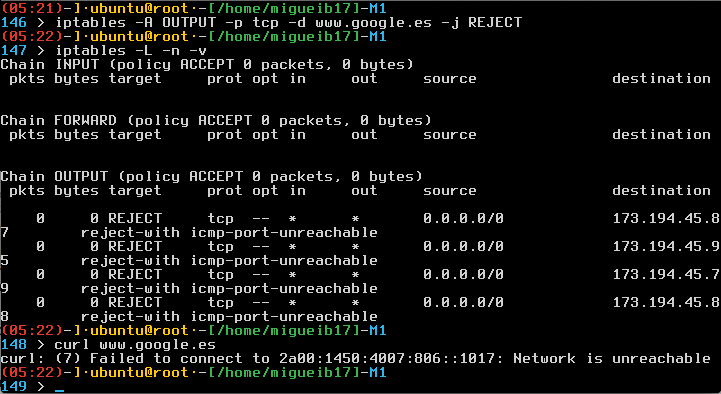 (05:21)-]·ubuntu@root·-[/home/migueib17]-M1
146 > iptables -A OUTPUT -p tcp -d www.google.es -j REJECT
(05:22)-]·ubuntu@root·-[/home/migueib17]-M1
147 > iptables -L -n -v
Chain INPUT (policy ACCEPT 0 packets, 0 bytes)
 pkts bytes target     prot opt in     out     source               destination
Chain FORWARD (policy ACCEPT 0 packets, 0 bytes)
 pkts bytes target     prot opt in     out     source               destination
Chain OUTPUT (policy ACCEPT 0 packets, 0 bytes)
 pkts bytes target     prot opt in     out     source               destination
    0     0 REJECT     tcp  --  *      *       0.0.0.0/0            173.194.45.8
7          reject-with icmp-port-unreachable
    0     0 REJECT     tcp  --  *      *       0.0.0.0/0            173.194.45.9
5          reject-with icmp-port-unreachable
    0     0 REJECT     tcp  --  *      *       0.0.0.0/0            173.194.45.7
9          reject-with icmp-port-unreachable
    0     0 REJECT     tcp  --  *      *       0.0.0.0/0            173.194.45.8
8          reject-with icmp-port-unreachable
(05:22)-]·ubuntu@root·-[/home/migueib17]-M1
148 > curl www.google.es
curl: (7) Failed to connect to 2a00:1450:4007:806::1017: Network is unreachable
(05:22)-]·ubuntu@root·-[/home/migueib17]-M1
149 > _